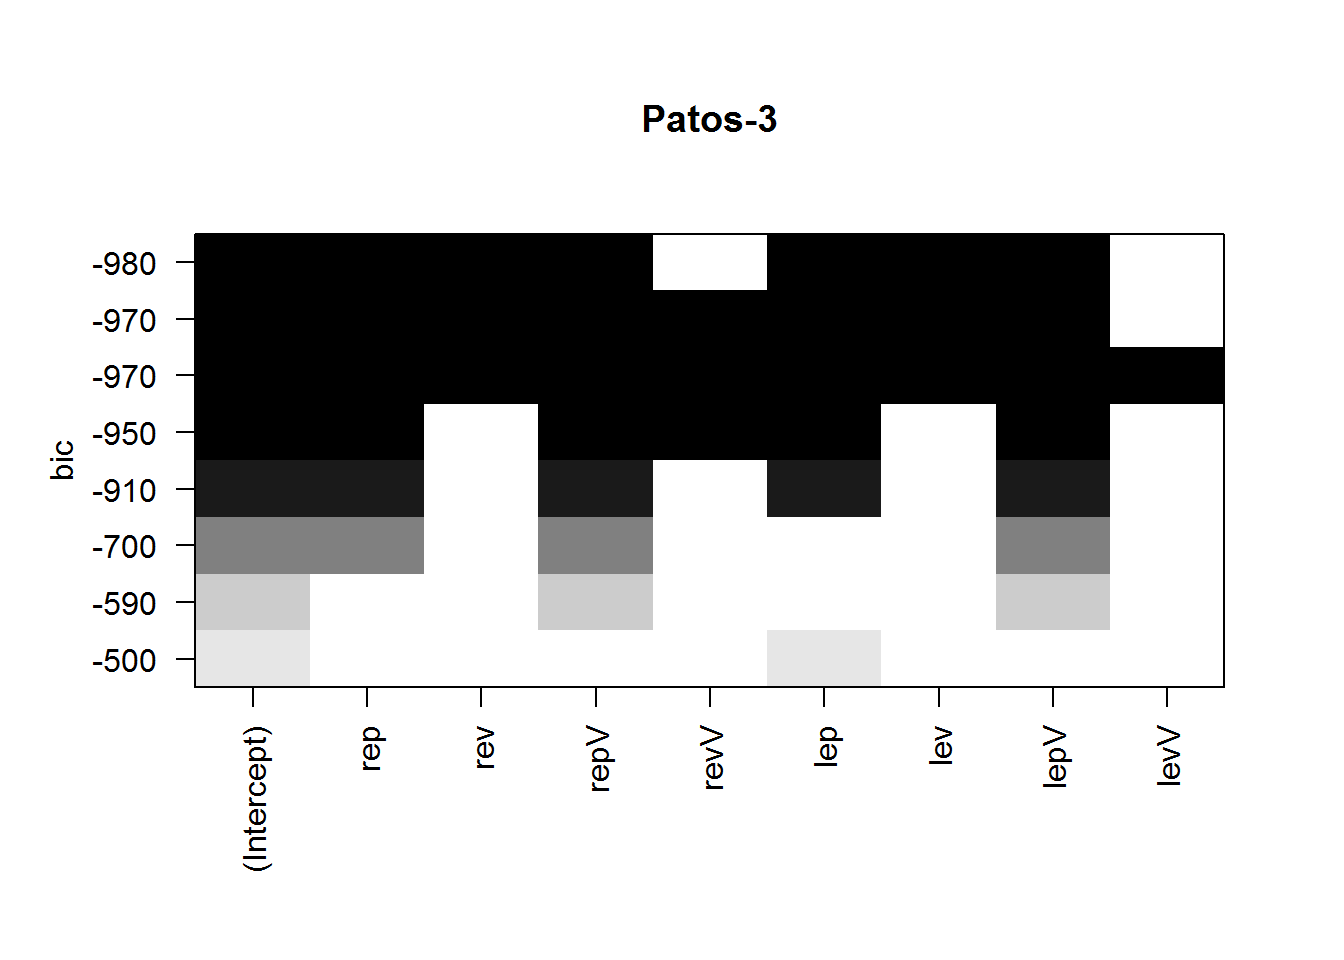 Patos-3
bic
-980
-970
-970
-950
-910
-700
-590
-500
(Intercept)
rep
rev
repV
revV
lep
lev
lepV
levV